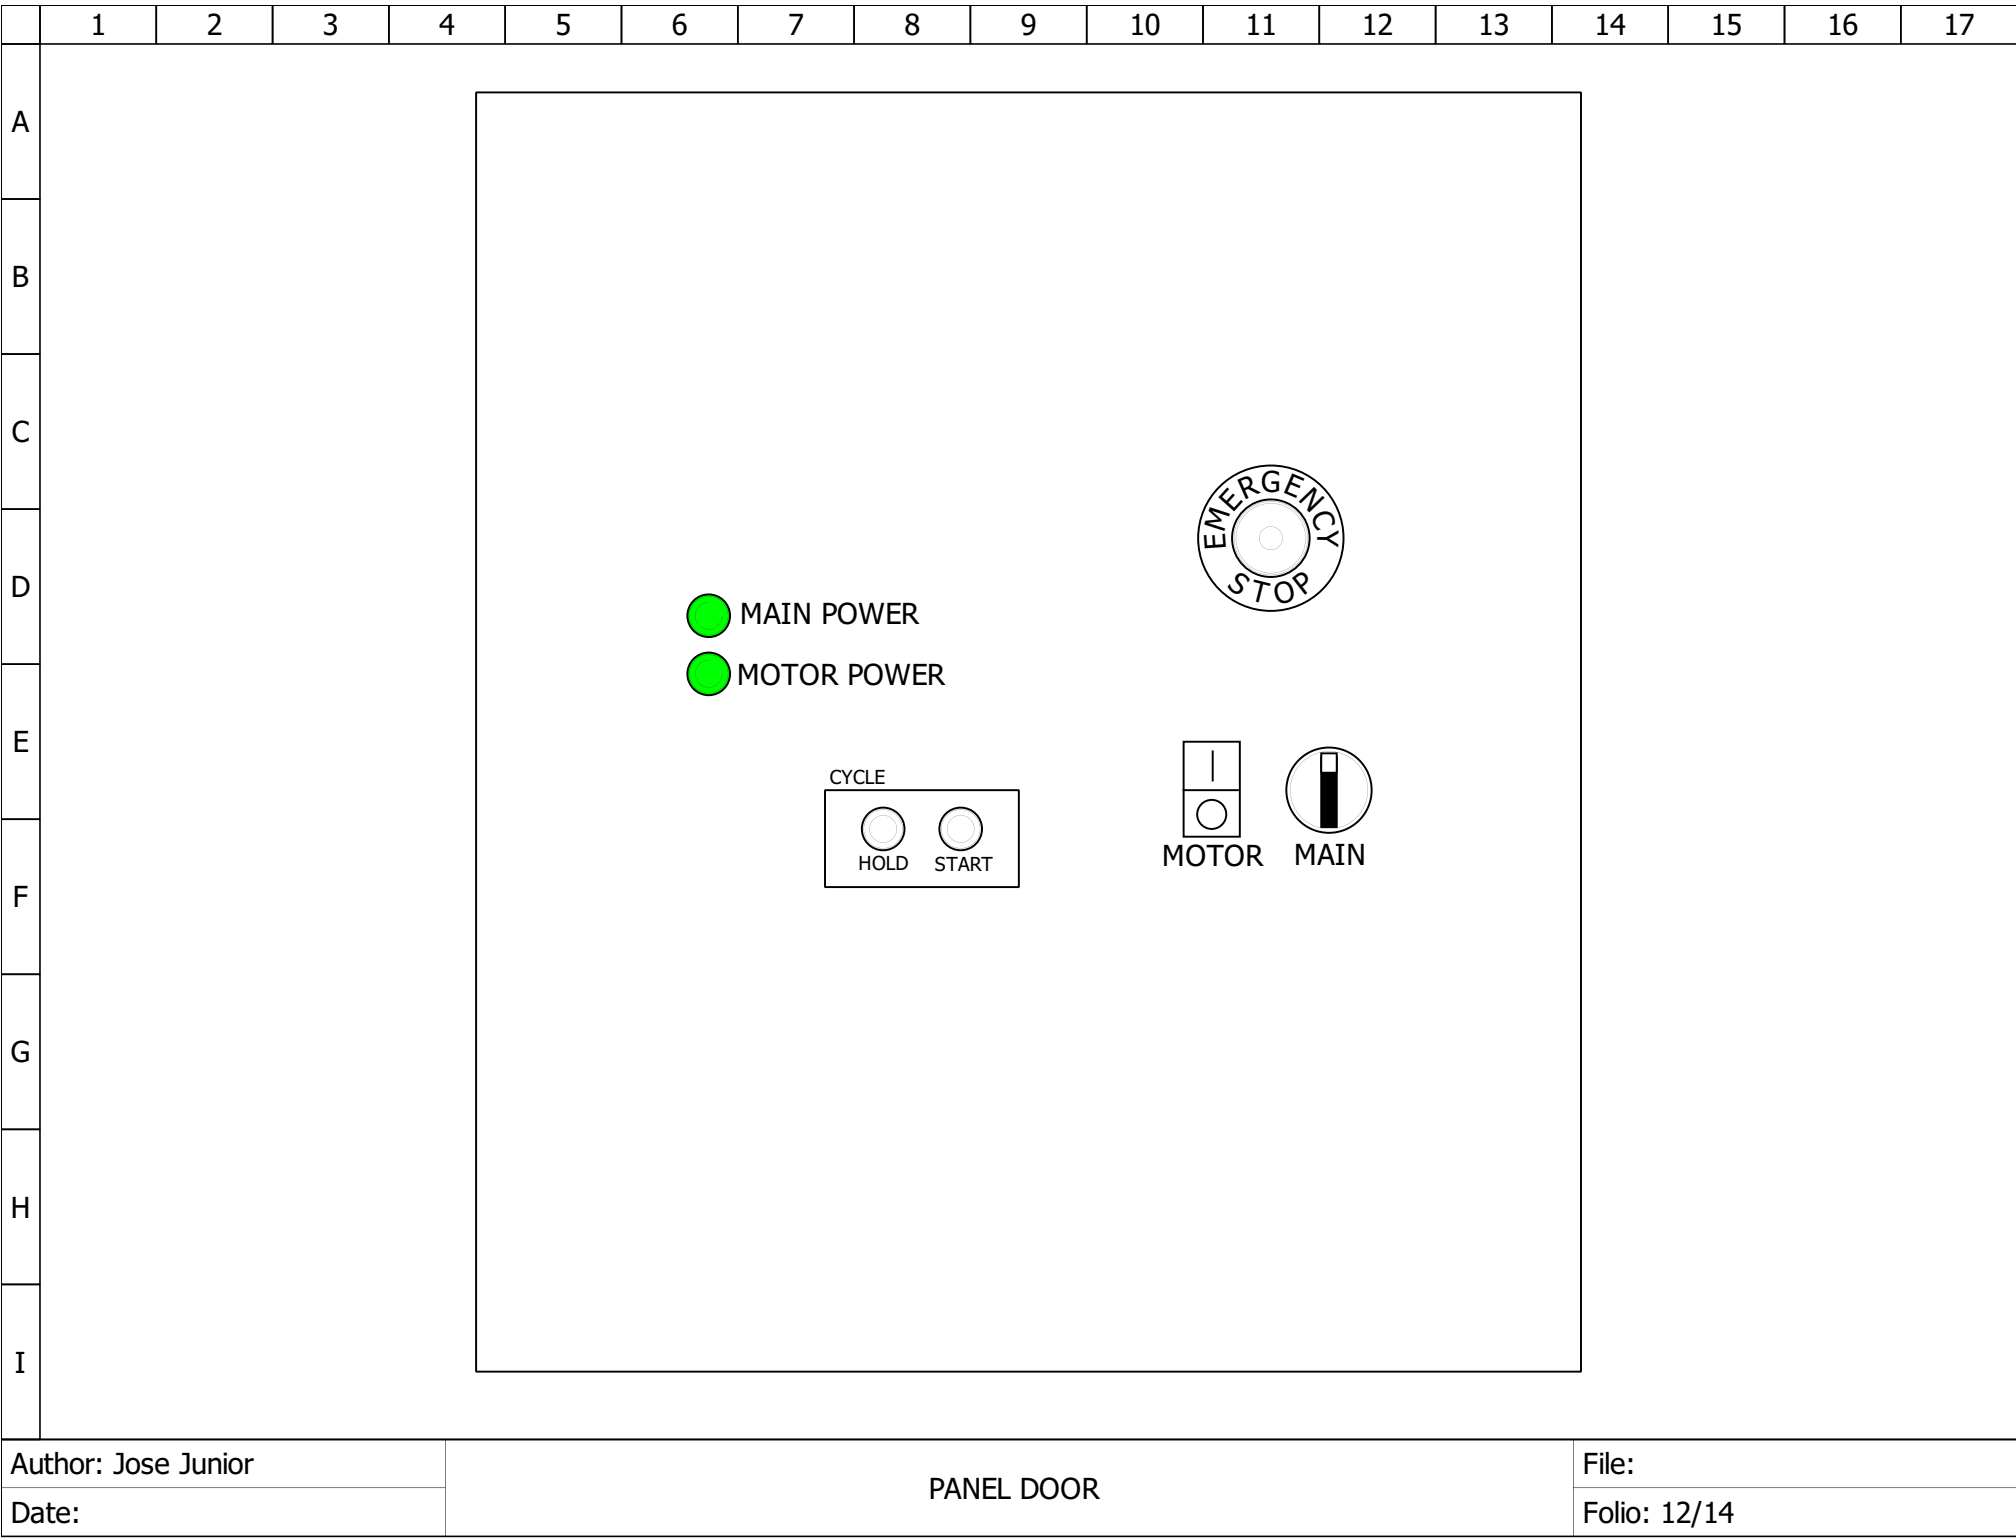 1 2 3 4 5 6 7 8 9 10 11 12 13 14 15 16 17
A
B
C
D
E
F
G
H
I
EMERGENCY
STOP
MAIN POWER
MOTOR POWER
CYCLE
HOLD START
MOTOR MAIN
Author: Jose Junior
Date:
PANEL DOOR
File:
Folio: 12/14